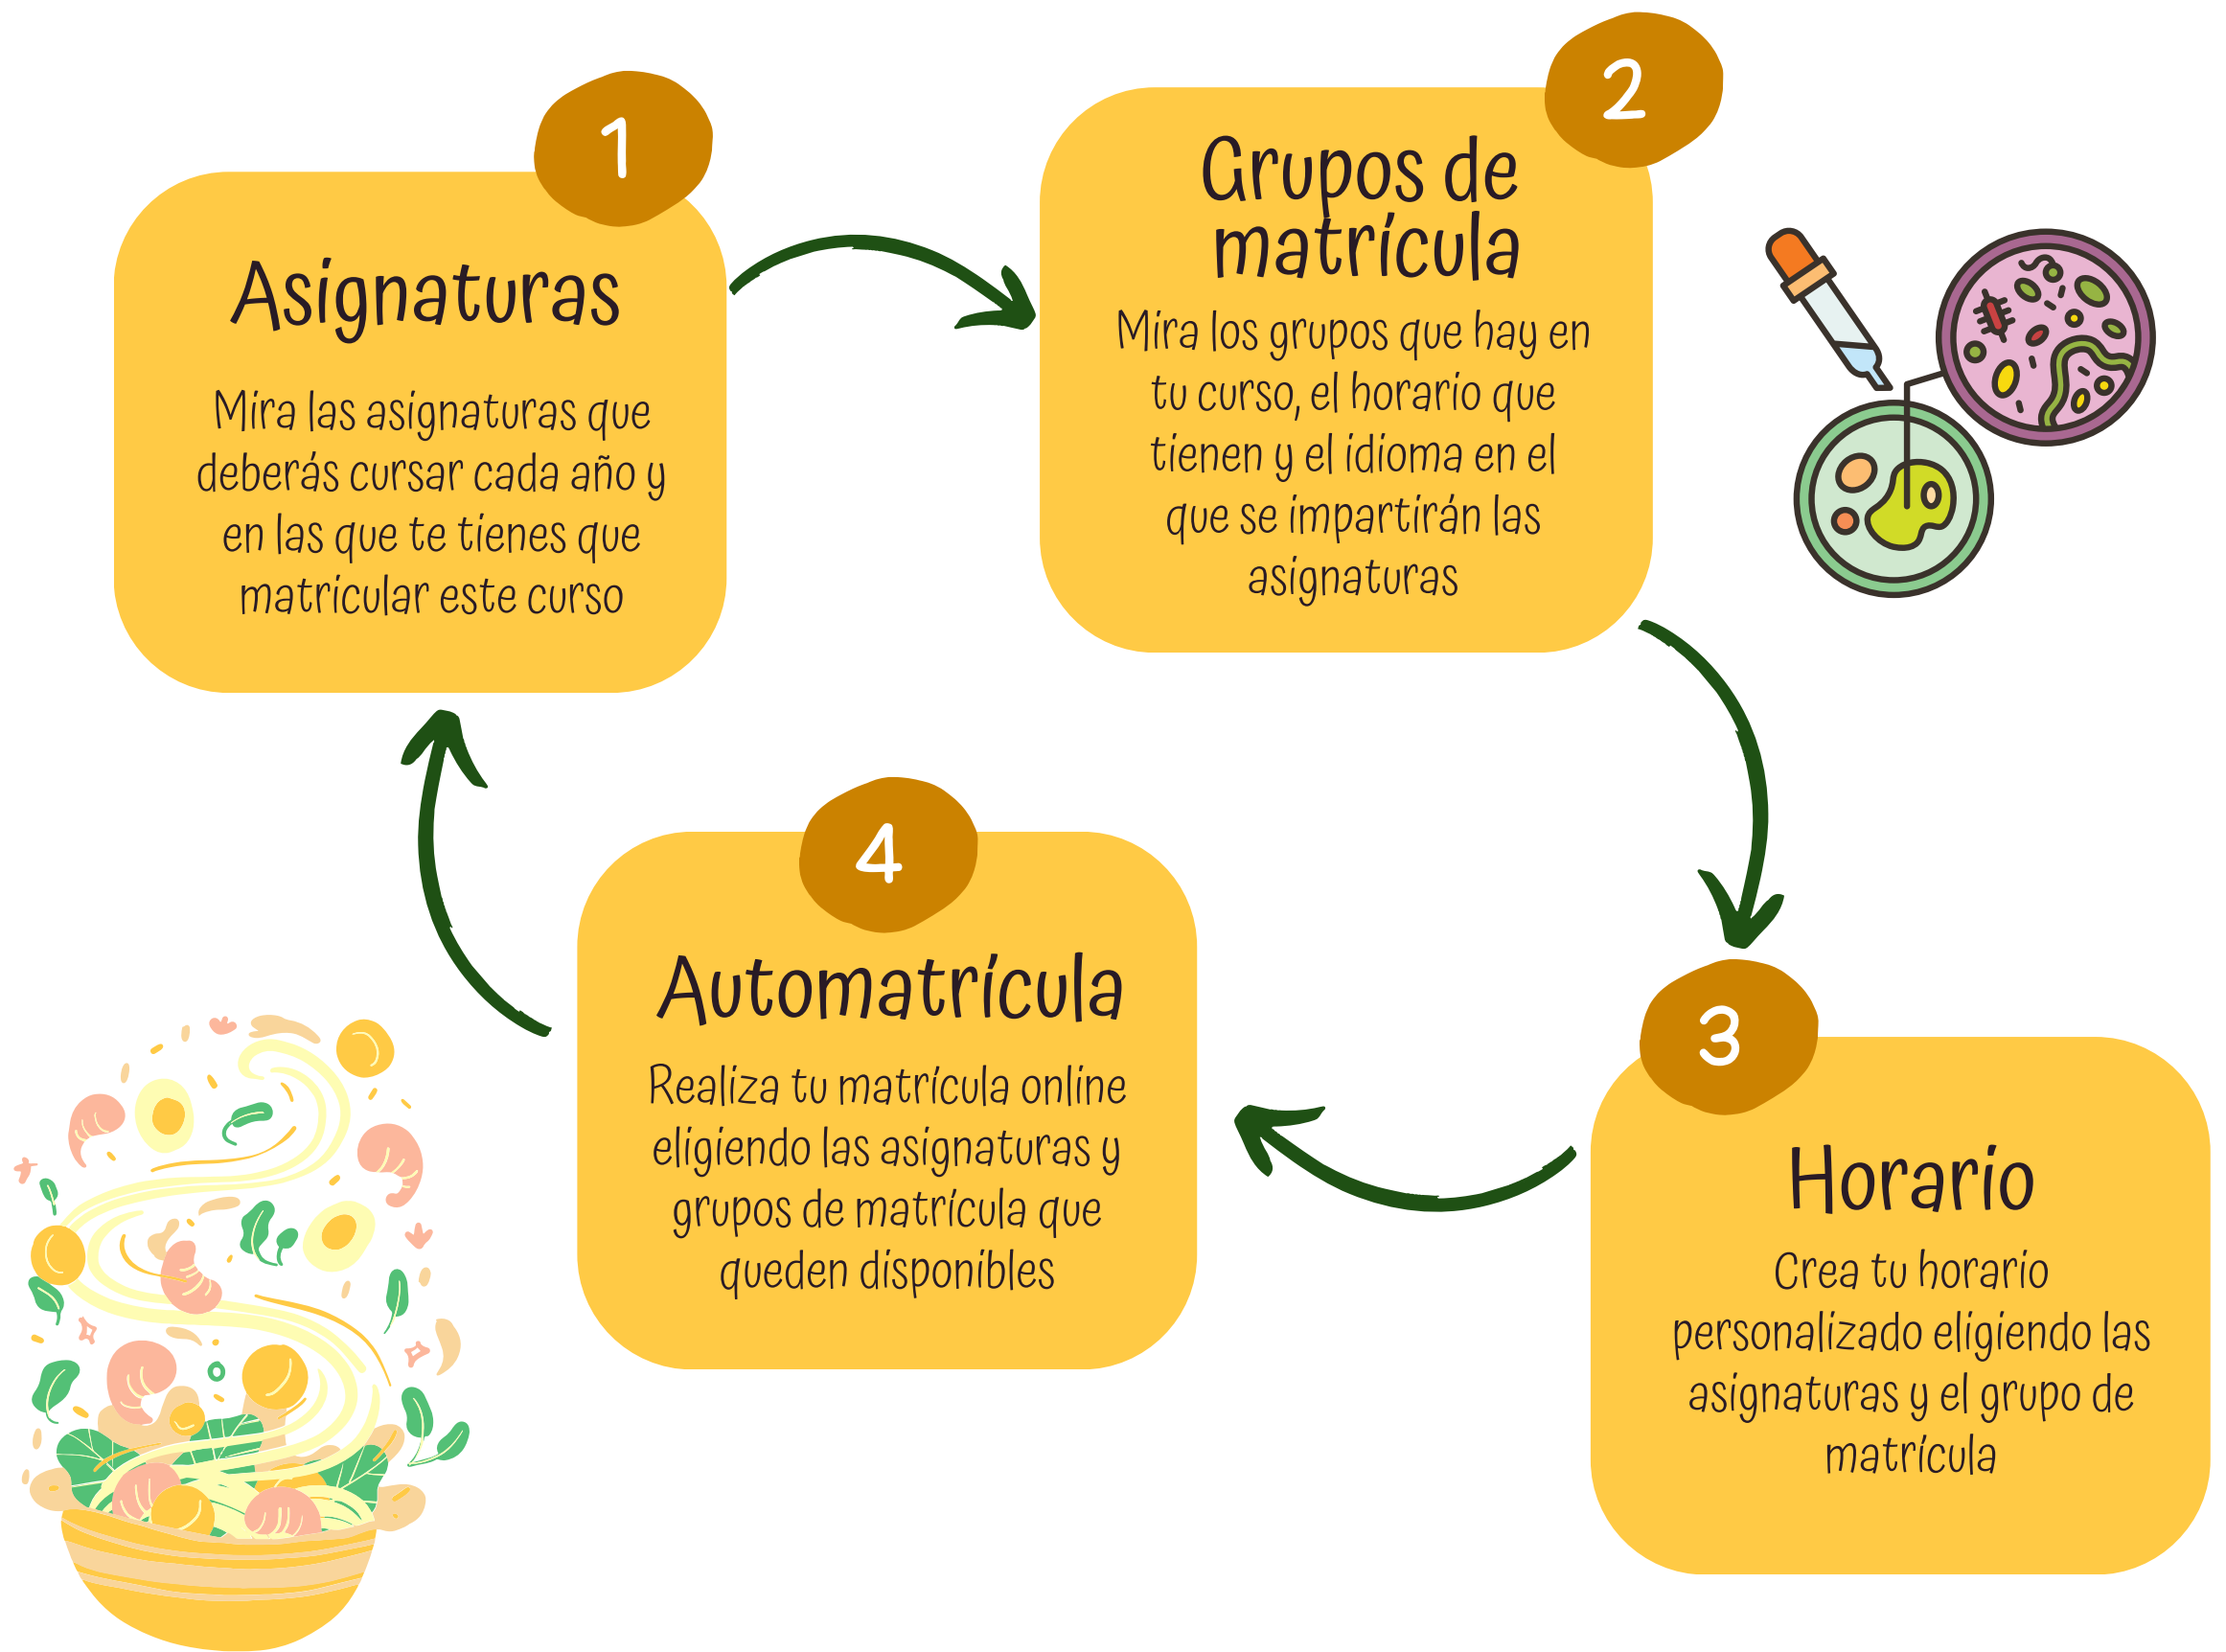 1
Asignaturas
Mira las asignaturas que
deberás cursar cada año y
en las que te tienes que
matricular este curso
2
Grupos de
matrícula
Mira los grupos que hay en
tu curso, el horario que
tienen y el idioma en el
que se impartirán las
asignaturas
3
Horario
Crea tu horario
personalizado eligiendo las
asignaturas y el grupo de
matrícula
4
Automatrícula
Realiza tu matrícula online
eligiendo las asignaturas y
grupos de matrícula que
queden disponibles